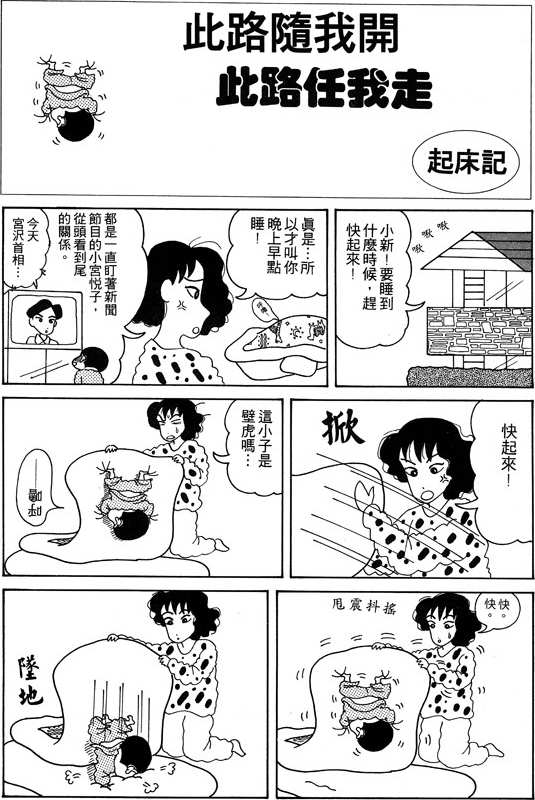 此路隨我開
此路任我走
起床記
啾
啾
啾
小新！要睡到
什麼時候，趕
快起來！
真是…所
以才叫你
晚上早點
睡！
都是一直盯著新聞
節目的小宮悅子，
從頭看到尾
的關係。
今天
宮沢首相…
快起來！
掀
這小子是
壁虎嗎…
快快。。
甩震抖搖
墜地